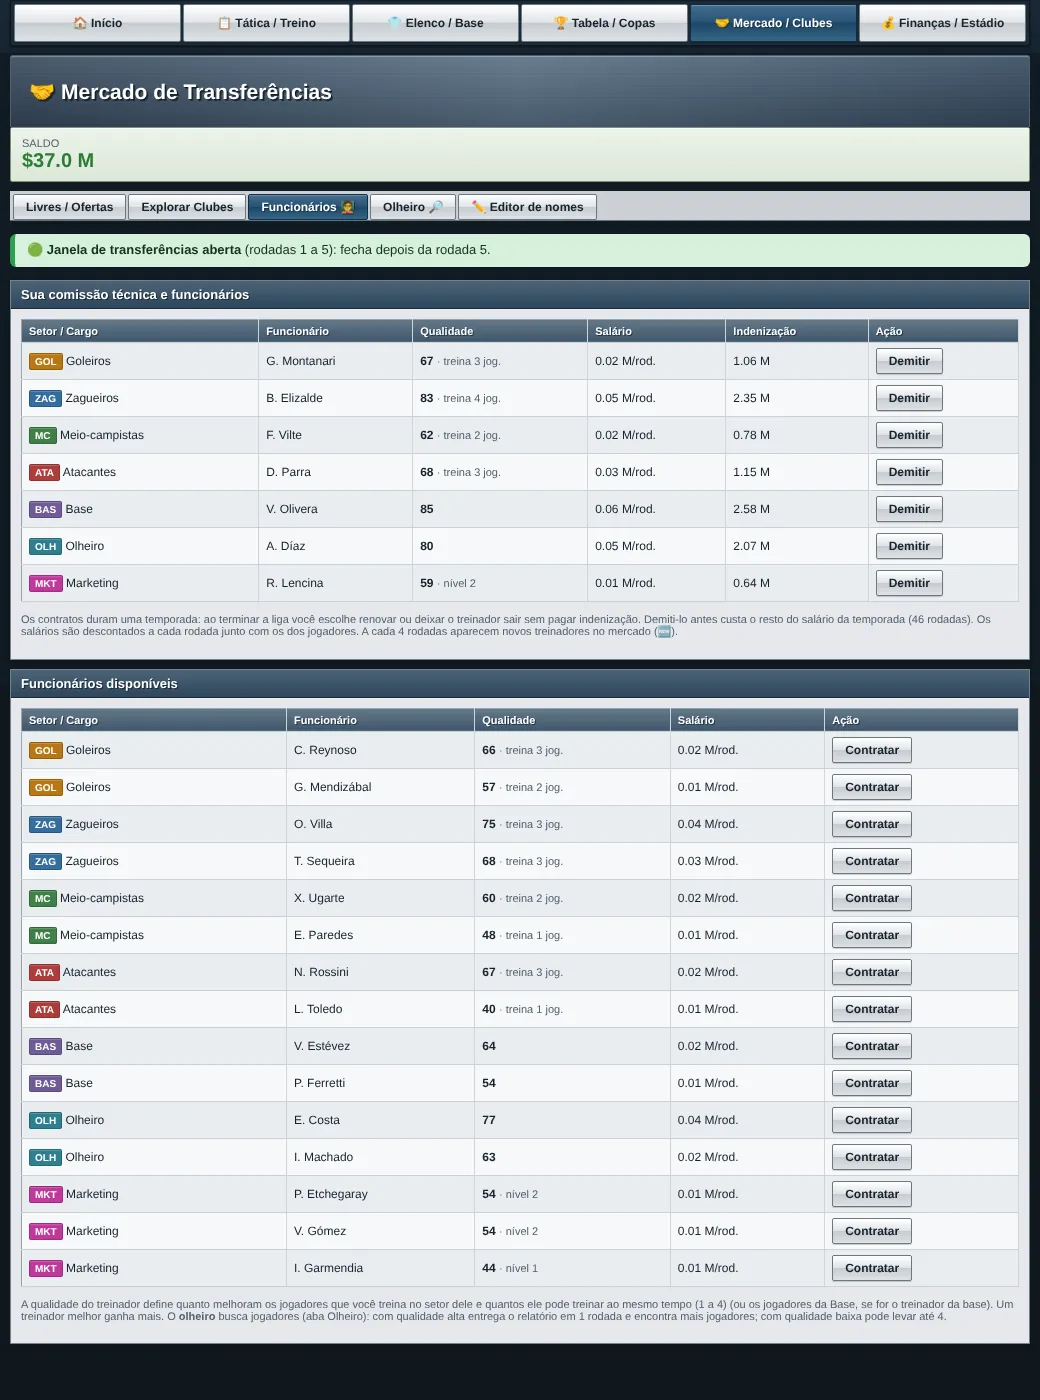 🏠 Início
📋 Tática / Treino
👕 Elenco / Base
🏆 Tabela / Copas
🤝 Mercado / Clubes
💰 Finanças / Estádio
🤝 Mercado de Transferências
SALDO
$37.0 M
Livres / Ofertas
Explorar Clubes
Funcionários 🧑‍🏫
Olheiro 🔎
✏️ Editor de nomes
🟢 Janela de transferências aberta (rodadas 1 a 5): fecha depois da rodada 5.
Sua comissão técnica e funcionários
Setor / Cargo Funcionário Qualidade Salário Indenização Ação
GOL Goleiros G. Montanari 67 · treina 3 jog. 0.02 M/rod. 1.06 M Demitir
ZAG Zagueiros B. Elizalde 83 · treina 4 jog. 0.05 M/rod. 2.35 M Demitir
MC Meio-campistas F. Vilte 62 · treina 2 jog. 0.02 M/rod. 0.78 M Demitir
ATA Atacantes D. Parra 68 · treina 3 jog. 0.03 M/rod. 1.15 M Demitir
BAS Base V. Olivera 85 0.06 M/rod. 2.58 M Demitir
OLH Olheiro A. Díaz 80 0.05 M/rod. 2.07 M Demitir
MKT Marketing R. Lencina 59 · nível 2 0.01 M/rod. 0.64 M Demitir
Os contratos duram uma temporada: ao terminar a liga você escolhe renovar ou deixar o treinador sair sem pagar indenização. Demiti-lo antes custa o resto do salário da temporada (46 rodadas). Os
salários são descontados a cada rodada junto com os dos jogadores. A cada 4 rodadas aparecem novos treinadores no mercado (🆕).
Funcionários disponíveis
Setor / Cargo Funcionário Qualidade Salário Ação
GOL Goleiros C. Reynoso 66 · treina 3 jog. 0.02 M/rod. Contratar
GOL Goleiros G. Mendizábal 57 · treina 2 jog. 0.01 M/rod. Contratar
ZAG Zagueiros O. Villa 75 · treina 3 jog. 0.04 M/rod. Contratar
ZAG Zagueiros T. Sequeira 68 · treina 3 jog. 0.03 M/rod. Contratar
MC Meio-campistas X. Ugarte 60 · treina 2 jog. 0.02 M/rod. Contratar
MC Meio-campistas E. Paredes 48 · treina 1 jog. 0.01 M/rod. Contratar
ATA Atacantes N. Rossini 67 · treina 3 jog. 0.02 M/rod. Contratar
ATA Atacantes L. Toledo 40 · treina 1 jog. 0.01 M/rod. Contratar
BAS Base V. Estévez 64 0.02 M/rod. Contratar
BAS Base P. Ferretti 54 0.01 M/rod. Contratar
OLH Olheiro E. Costa 77 0.04 M/rod. Contratar
OLH Olheiro I. Machado 63 0.02 M/rod. Contratar
MKT Marketing P. Etchegaray 54 · nível 2 0.01 M/rod. Contratar
MKT Marketing V. Gómez 54 · nível 2 0.01 M/rod. Contratar
MKT Marketing I. Garmendia 44 · nível 1 0.01 M/rod. Contratar
A qualidade do treinador define quanto melhoram os jogadores que você treina no setor dele e quantos ele pode treinar ao mesmo tempo (1 a 4) (ou os jogadores da Base, se for o treinador da base). Um
treinador melhor ganha mais. O olheiro busca jogadores (aba Olheiro): com qualidade alta entrega o relatório em 1 rodada e encontra mais jogadores; com qualidade baixa pode levar até 4.